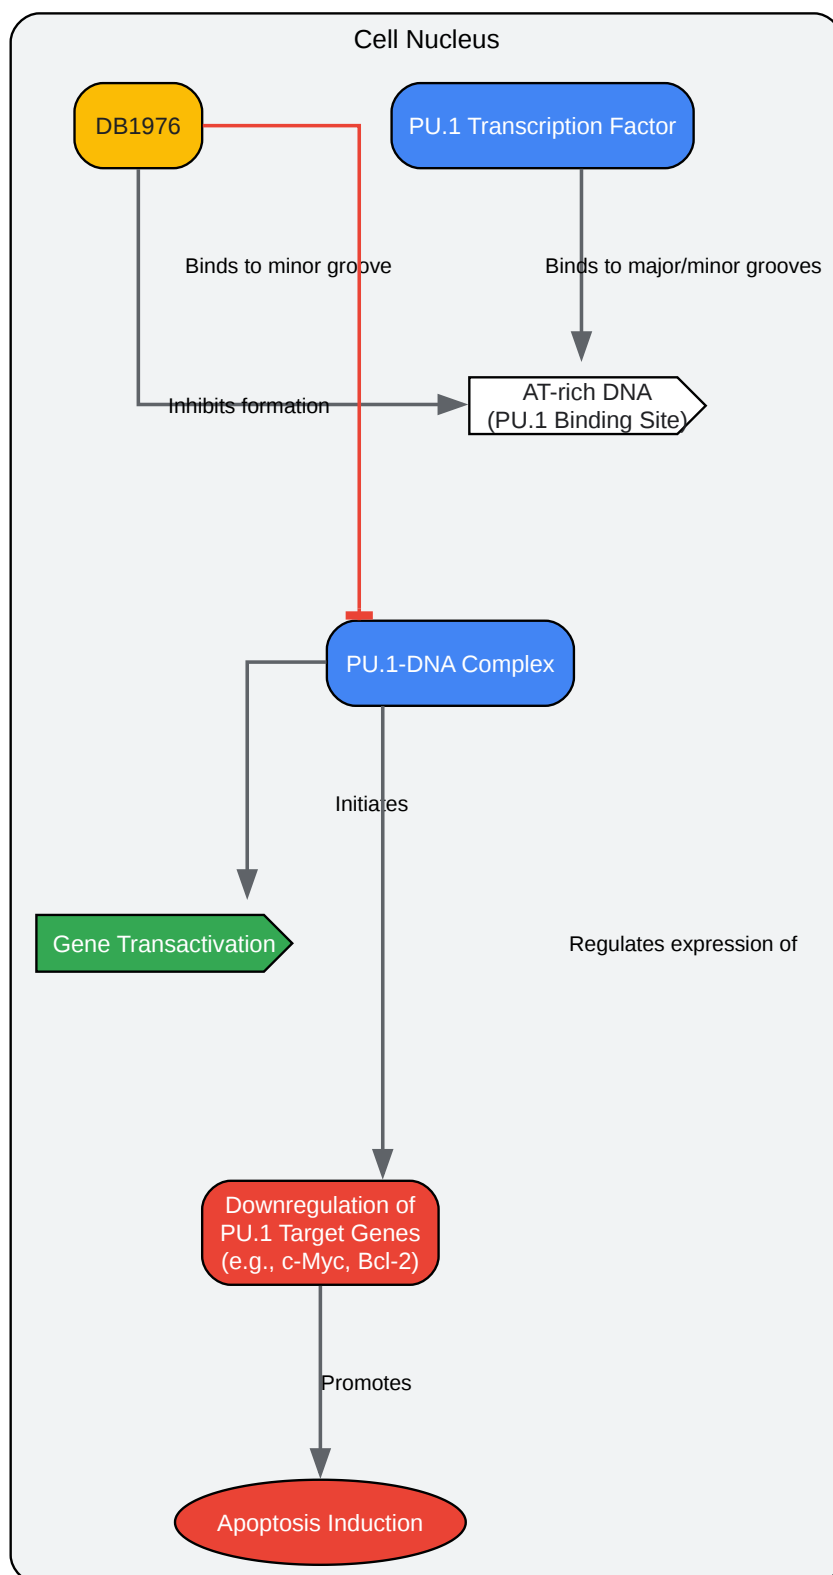 Cell Nucleus
DB1976
PU.1 Transcription Factor
Binds to minor groove
Binds to major/minor grooves
Inhibits formation
AT-rich DNA
(PU.1 Binding Site)
PU.1-DNA Complex
Initiates
Gene Transactivation
Regulates expression of
Downregulation of
PU.1 Target Genes
(e.g., c-Myc, Bcl-2)
Promotes
Apoptosis Induction